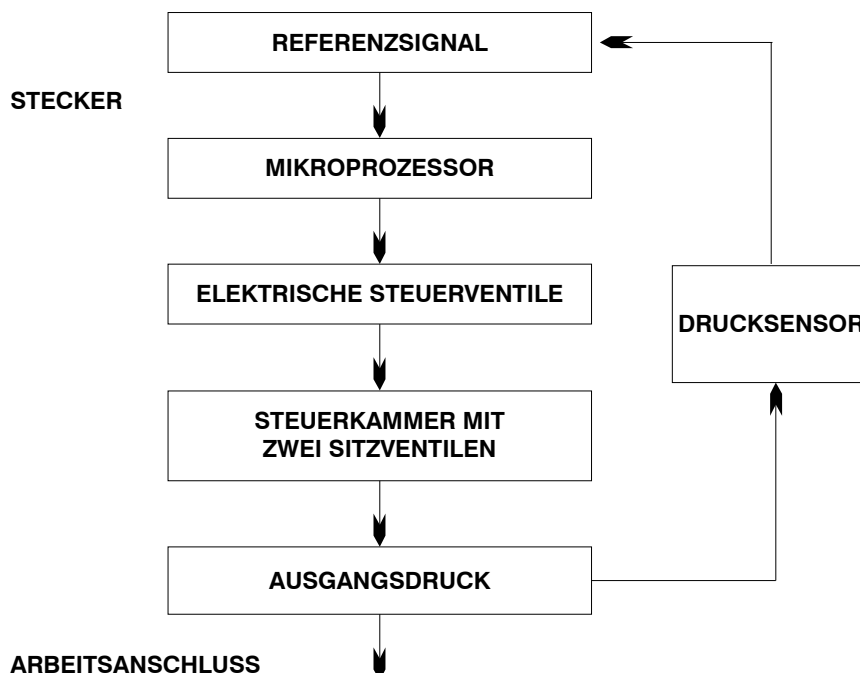 REFERENZSIGNAL
STECKER
MIKROPROZESSOR
ELEKTRISCHE STEUERVENTILE
DRUCKSENSOR
STEUERKAMMER MIT
ZWEI SITZVENTILEN
AUSGANGSDRUCK
ARBEITSANSCHLUSS